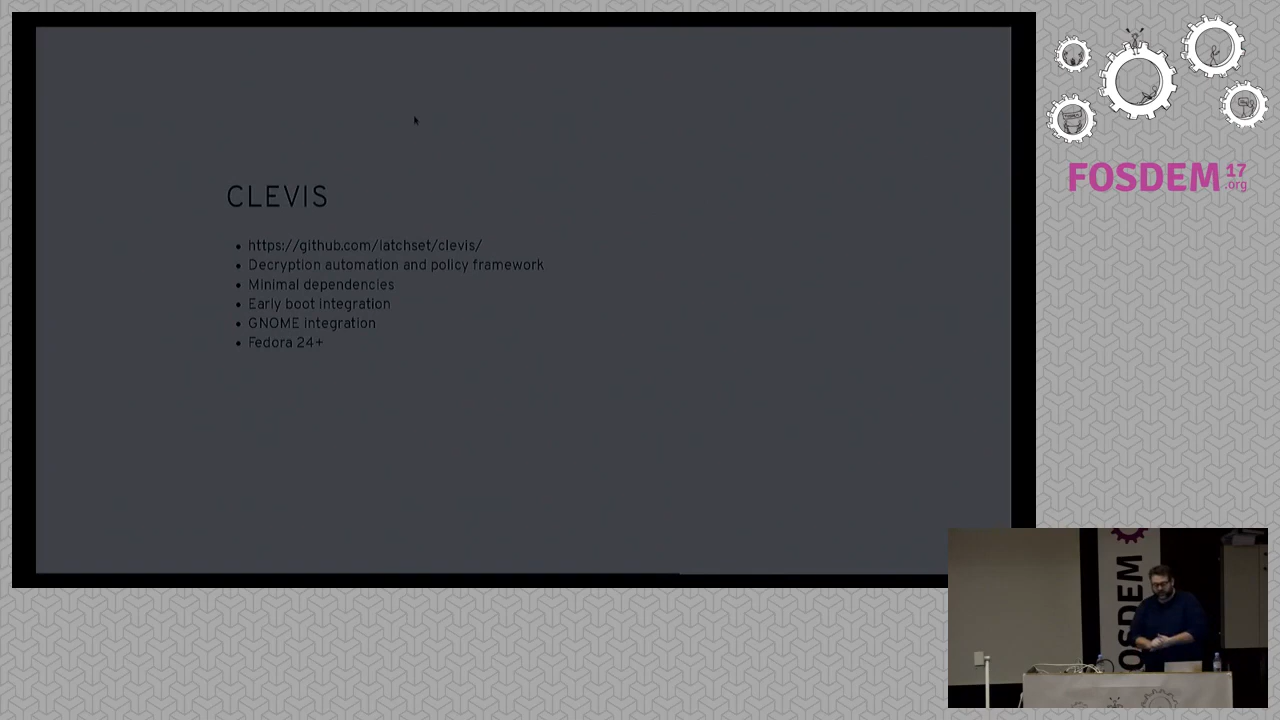 CLEVIS
https://github.com/latchset/clevis/
Decryption automation and policy framework
Minimal dependencies
Early boot integration
GNOME integration
Fedora 24+
FOSDEM 17
.org
OSDEM